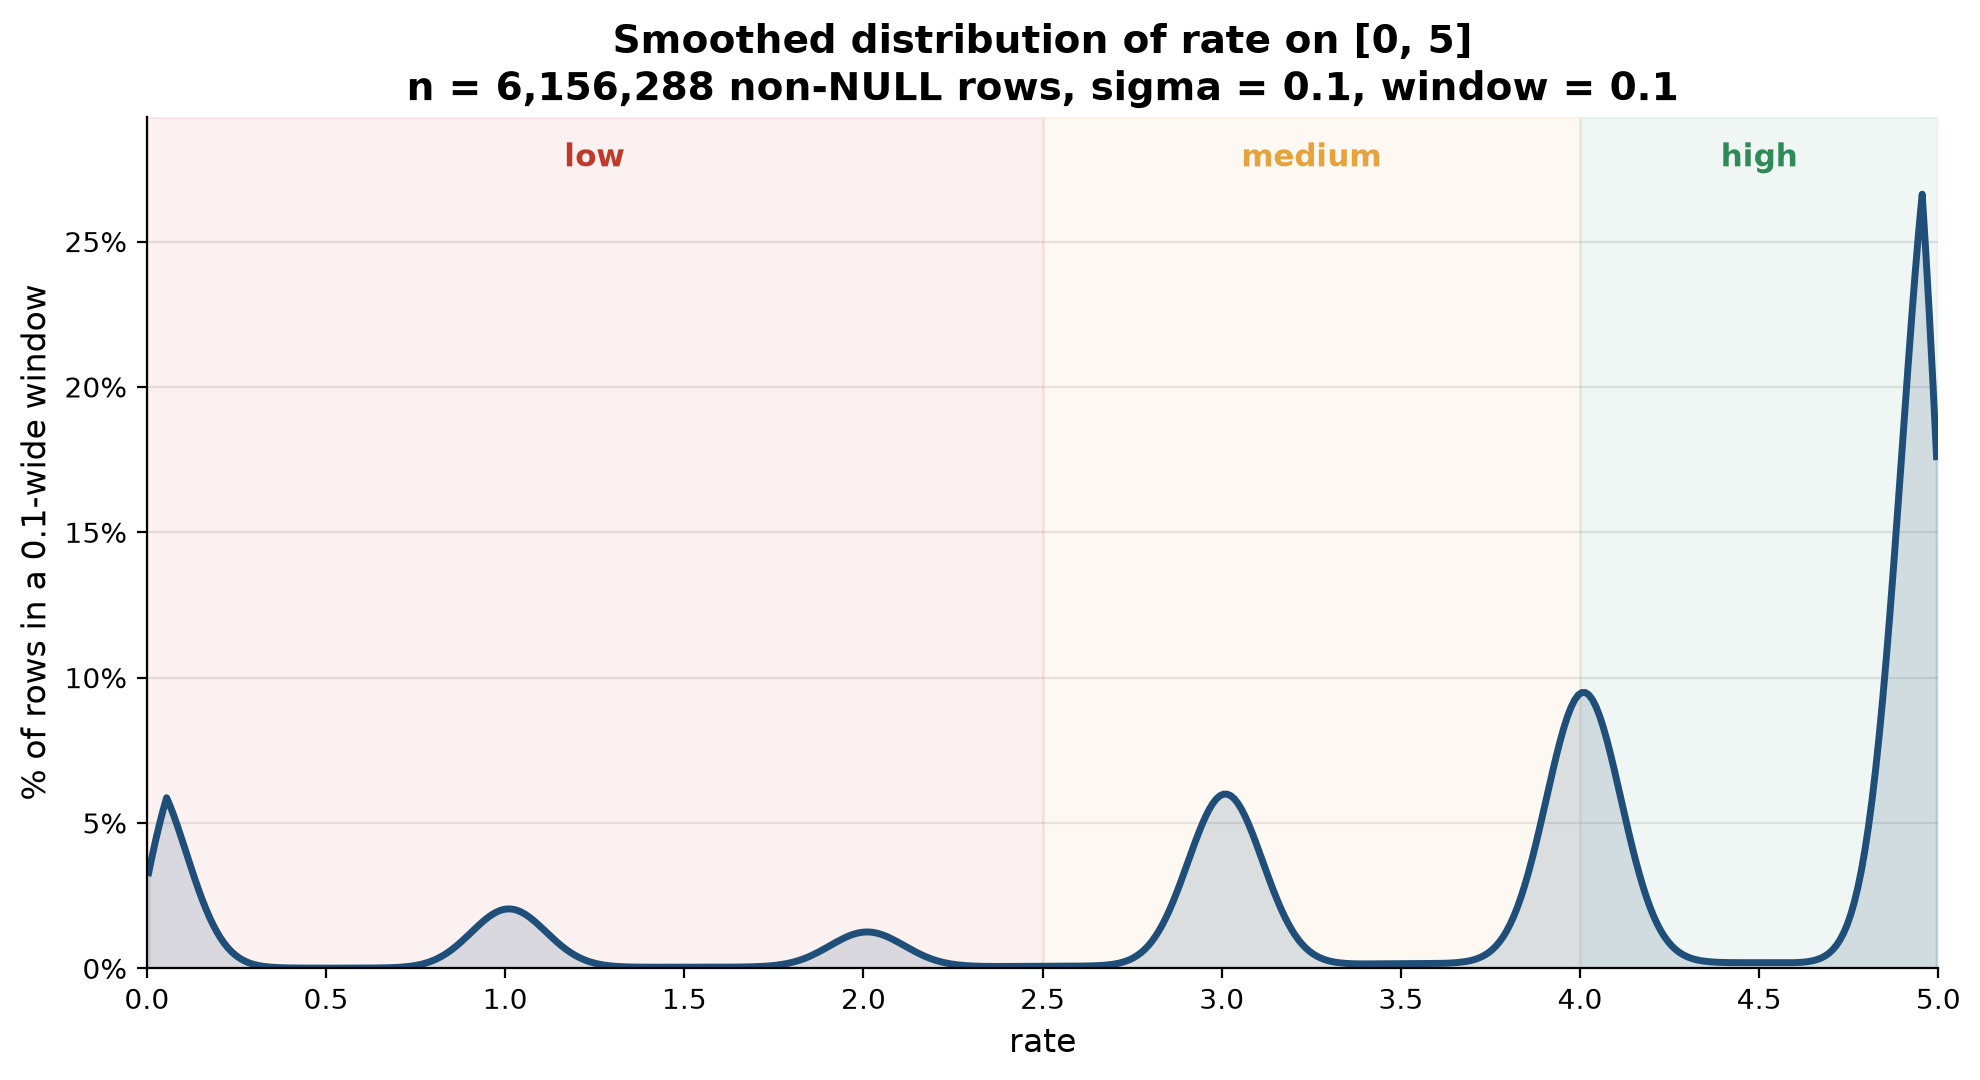 Smoothed distribution of rate on [0, 5]
n = 6,156,288 non-NULL rows, sigma = 0.1, window = 0.1
low
medium
high
% of rows in a 0.1-wide window
25%
20%
15%
10%
5%
0%
0.0 0.5 1.0 1.5 2.0 2.5 3.0 3.5 4.0 4.5 5.0
rate